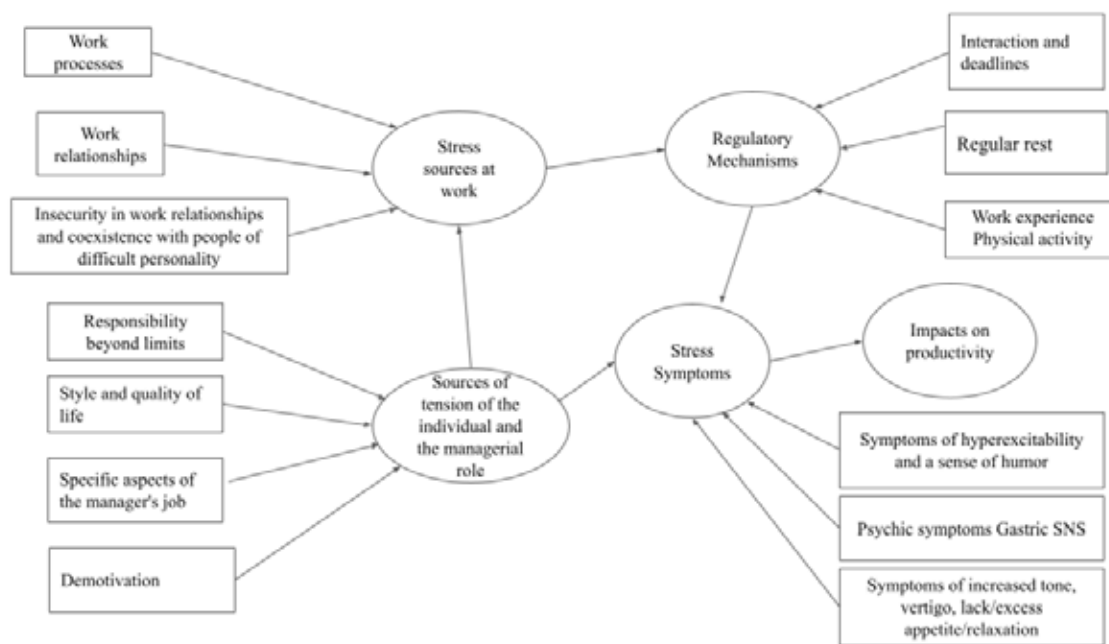 Work
processes
Interaction and
deadlines
Work
relationships
Stress
sources at
work
Regulatory
Mechanisms
Regular rest
Insecurity in work relationships
and coexistence with people of
difficult personality
Work experience
Physical activity
Responsibility
beyond limits
Stress
Symptoms
Impacts on
productivity
Style and quality of
life
Sources of
tension of the
individual and
the managerial
role
Symptoms of hyperexcitability
and a sense of humor
Specific aspects of
the manager's job
Psychic symptoms Gastric SNS
Demotivation
Symptoms of increased tone,
vertigo, lack/excess
appetite/relaxation